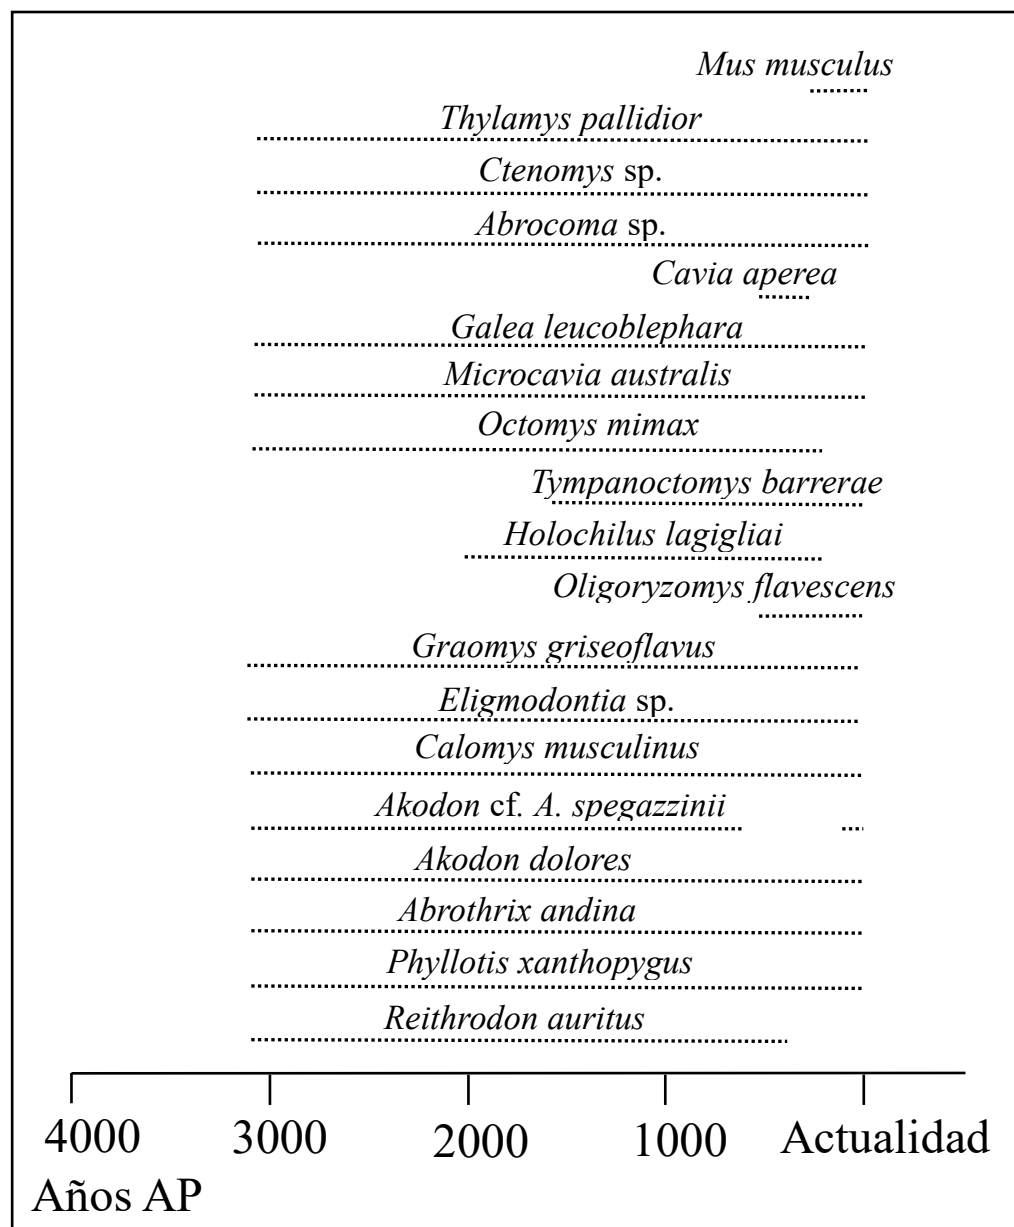 Mus musculus
Thylamys pallidior
Ctenomys sp.
Abrocoma sp.
Cavia aperea
Galea leucoblephara
Microcavia australis
Octomys mimax
Tympanoctomys barrerae
Holochilus lagigliai
Oligoryzomys flavescens
Graomys griseoflavus
Eligmodontia sp.
Calomys musculinus
Akodon cf. A. spegazzinii
Akodon dolores
Abrothrix andina
Phyllotis xanthopygus
Reithrodon auritus
4000 3000 2000 1000 Actualidad
Años AP